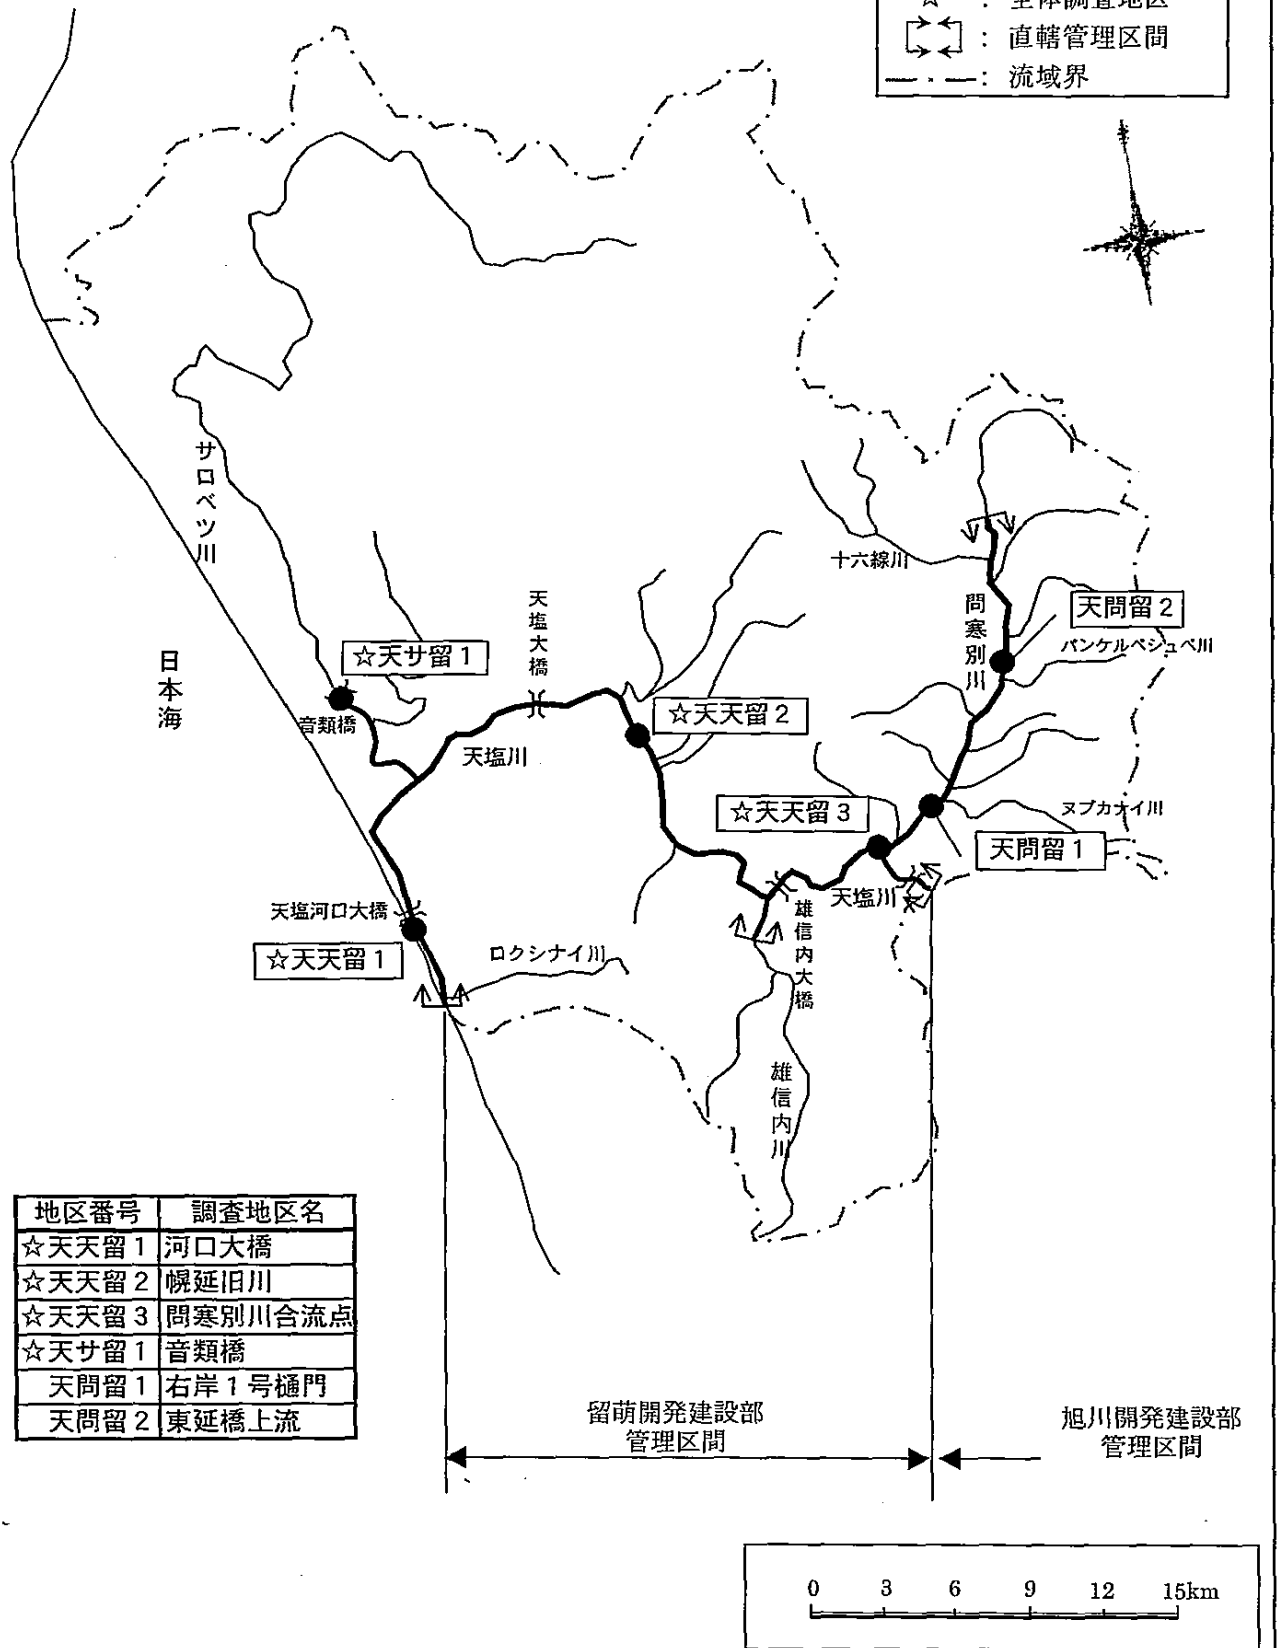 ☆ : 全体調査地区
: 直轄管理区間
: 流域界
サロベツ川
十六線川
問寒別川
天問留2
パンケルペシュペ川
天塩大橋
☆天サ留1
日本海
音類橋
天塩川
☆天天留2
☆天天留3
ヌプカナイ川
天問留1
天塩川
天塩河口大橋
雄信内大橋
☆天天留1
ロクシナイ川
雄信内川
地区番号 調査地区名
☆天天留1 河口大橋
☆天天留2 幌延旧川
☆天天留3 問寒別川合流点
☆天サ留1 音類橋
天問留1 右岸1号樋門
天問留2 東延橋上流
留萌開発建設部
管理区間
旭川開発建設部
管理区間
0 3 6 9 12 15km